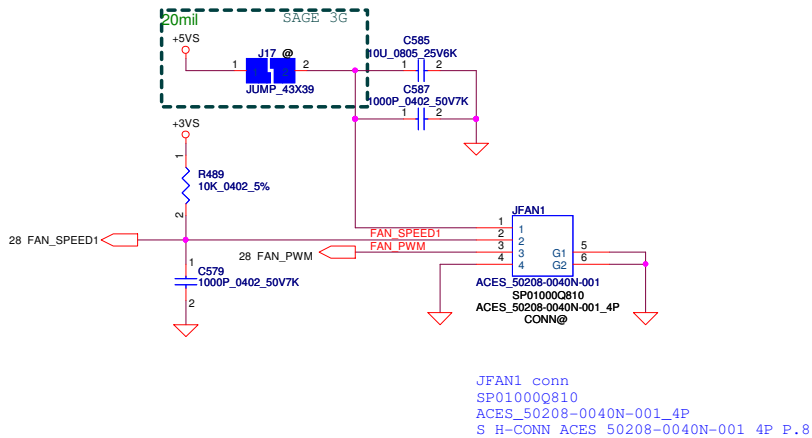 20mil
SAGE 3G
+5VS
J17 @
1 2
1 2
JUMP_43X39
C585
10U_0805_25V6K
1 2
C587
1000P_0402_50V7K
1 2
+3VS
1
R489
10K_0402_5%
2
28 FAN_SPEED1
FAN_SPEED1
28 FAN_PWM
FAN_PWM
1
C579
1000P_0402_50V7K
2
JFAN1
1 1
2 2
3 3
4 4
G1 5
G2 6
ACES_50208-0040N-001
SP01000Q810
ACES_50208-0040N-001_4P
CONN@
JFAN1 conn
SP01000Q810
ACES_50208-0040N-001_4P
S H-CONN ACES 50208-0040N-001 4P P.8